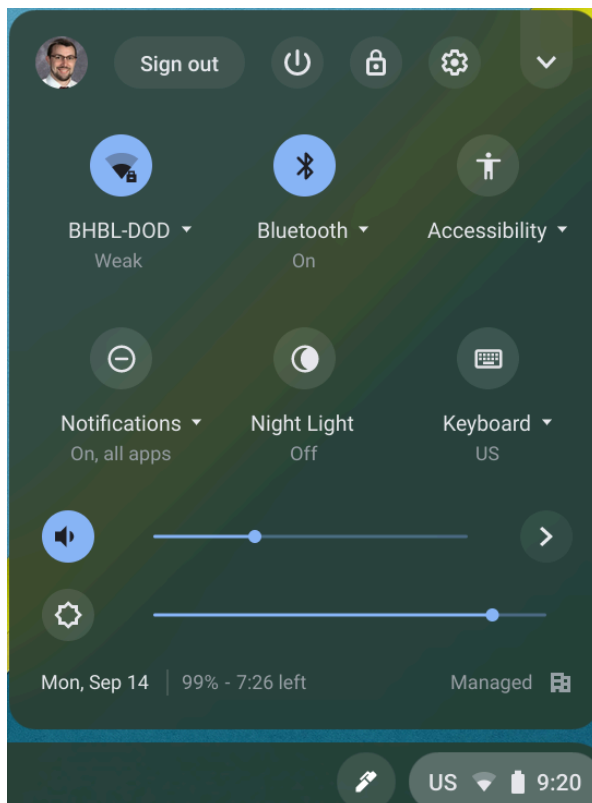 Sign out
BHBL-DOD
Weak
Bluetooth
On
Accessibility
Notifications
On, all apps
Night Light
Off
Keyboard
US
Mon, Sep 14
99% - 7:26 left
Managed
US 9:20